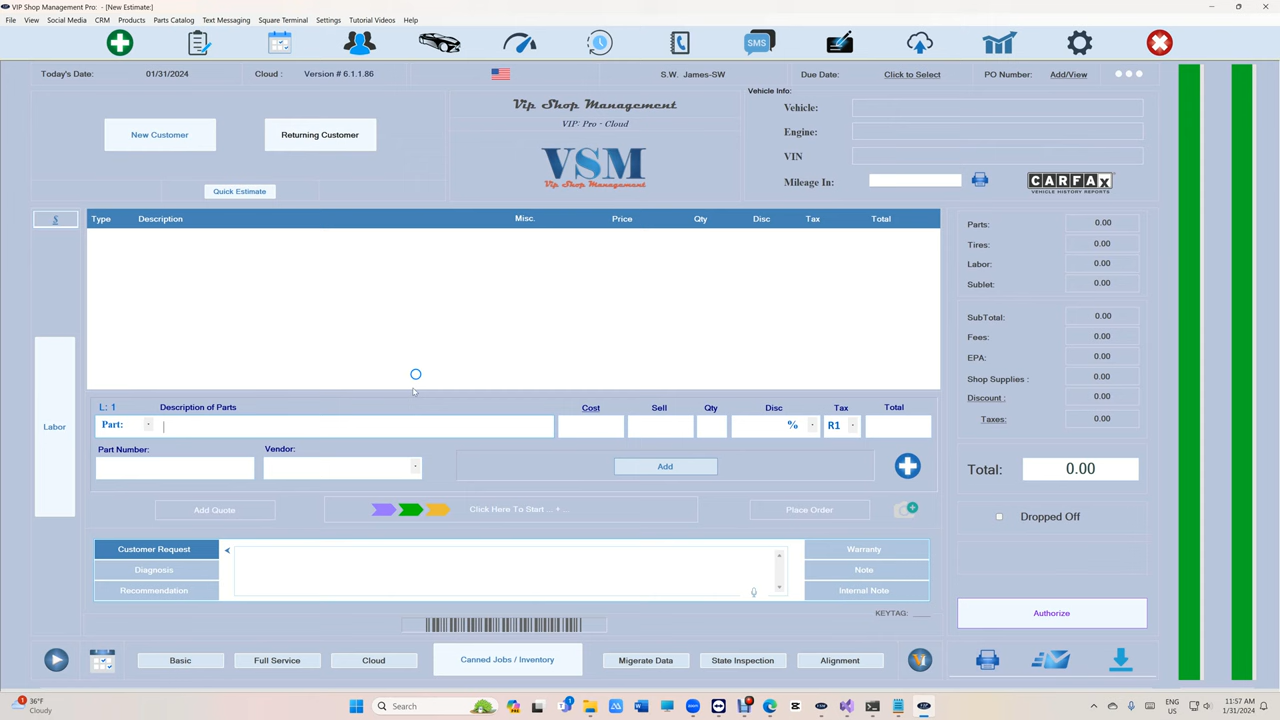 VIP Shop Management Pro:  - [New Estimate:]
File View Social Media CRM Products Parts Catalog Text Messaging Square Terminal Settings Tutorial Videos Help
SMS
Today's Date: 01/31/2024 Cloud : Version # 6.1.1.86 S.W. James-SW Due Date: Click to Select PO Number: Add/View
New Customer Returning Customer
Quick Estimate
Vip Shop Management
VIP: Pro - Cloud
VSM
Vip Shop Management
Vehicle Info:
Vehicle:
Engine:
VIN
Mileage In:
CARFAX
VEHICLE HISTORY REPORTS
S Type Description Misc. Price Qty Disc Tax Total
Labor
Parts: 0.00
Tires: 0.00
Labor: 0.00
Sublet: 0.00
SubTotal: 0.00
Fees: 0.00
EPA: 0.00
Shop Supplies : 0.00
Discount : 0.00
Taxes: 0.00
Total: 0.00
Dropped Off
Authorize
L: 1 Description of Parts Cost Sell Qty Disc Tax Total
Part: % R1
Part Number: Vendor:
Add
Add Quote Click Here To Start ... + ... Place Order
Customer Request Warranty
Diagnosis Note
Recommendation Internal Note
KEYTAG: ___
Basic Full Service Cloud Canned Jobs / Inventory Migerate Data State Inspection Alignment
36°F
Cloudy
Search
ENG
US
11:57 AM
1/31/2024